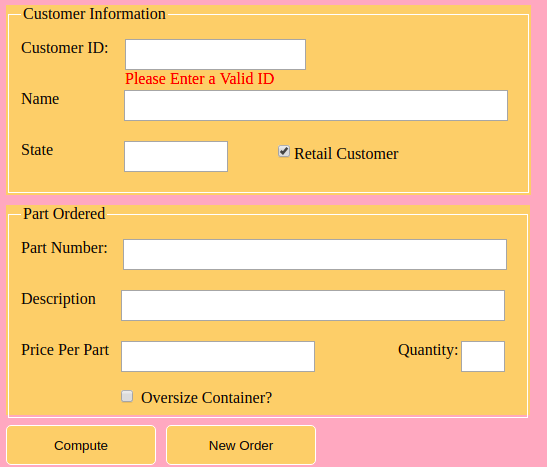 Customer Information
Customer ID:
Please Enter a Valid ID
Name
State
Retail Customer
Part Ordered
Part Number:
Description
Price Per Part Quantity:
Oversize Container?
Compute New Order